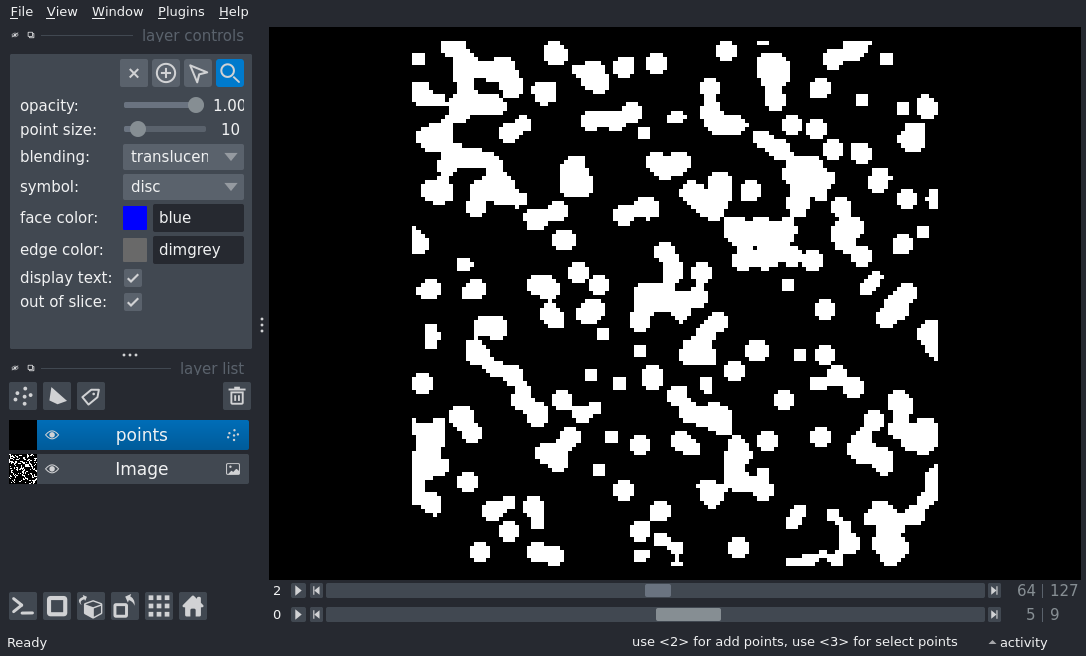 File View Window Plugins Help
layer controls
opacity: 1.00
point size: 10
blending: translucen
symbol: disc
face color: blue
edge color: dimgrey
display text:
out of slice:
layer list
points
Image
2 64 | 127
0 5 | 9
Ready use <2> for add points, use <3> for select points activity